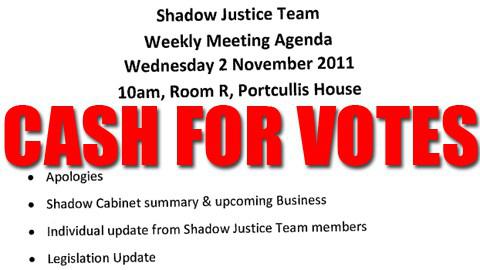 Shadow Justice Team
Weekly Meeting Agenda
Wednesday 2 November 2011
10am, Room R, Portcullis House
CASH FOR VOTES
• Apologies
• Shadow Cabinet summary & upcoming Business
• Individual update from Shadow Justice Team members
• Legislation Update